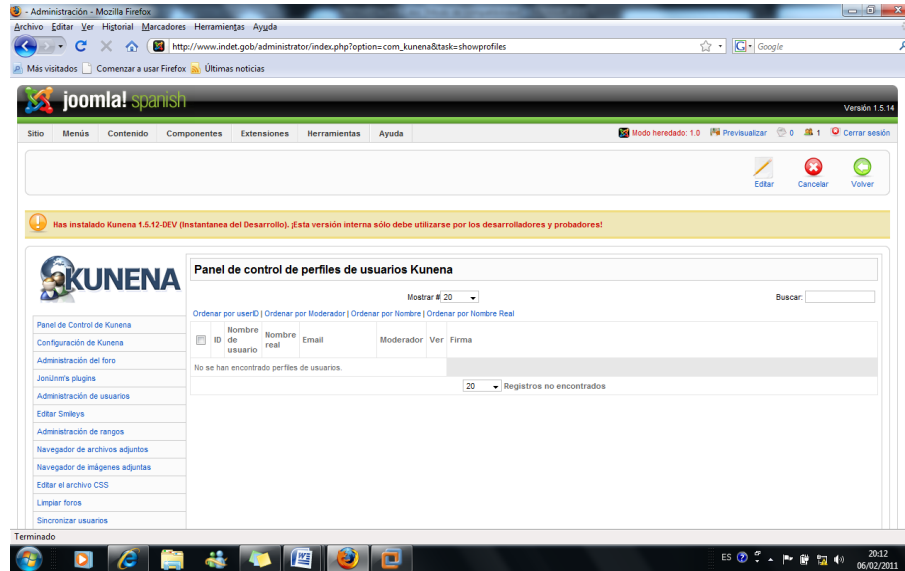 - Administración - Mozilla Firefox
Archivo Editar Ver Historial Marcadores Herramientas Ayuda
http://www.indet.gob/administrator/index.php?option=com_kunena&task=showprofiles
G Google
Más visitados Comenzar a usar Firefox Últimas noticias
joomla! spanish
Versión 1.5.14
Sitio Menús Contenido Componentes Extensiones Herramientas Ayuda
Modo heredado: 1.0 Previsualizar 0 1 Cerrar sesión
Editar Cancelar Volver
Has instalado Kunena 1.5.12-DEV (Instantanea del Desarrollo). ¡Esta versión interna sólo debe utilizarse por los desarrolladores y probadores!
KUNENA
Panel de Control de Kunena
Configuración de Kunena
Administración del foro
JoniJnm's plugins
Administración de usuarios
Editar Smileys
Administración de rangos
Navegador de archivos adjuntos
Navegador de imágenes adjuntas
Editar el archivo CSS
Limpiar foros
Sincronizar usuarios
Panel de control de perfiles de usuarios Kunena
Mostrar # 20
Buscar:
Ordenar por userID | Ordenar por Moderador | Ordenar por Nombre | Ordenar por Nombre Real
ID Nombre de usuario Nombre real Email Moderador Ver Firma
No se han encontrado perfiles de usuarios.
20 Registros no encontrados
Terminado
ES 20:12
06/02/2011